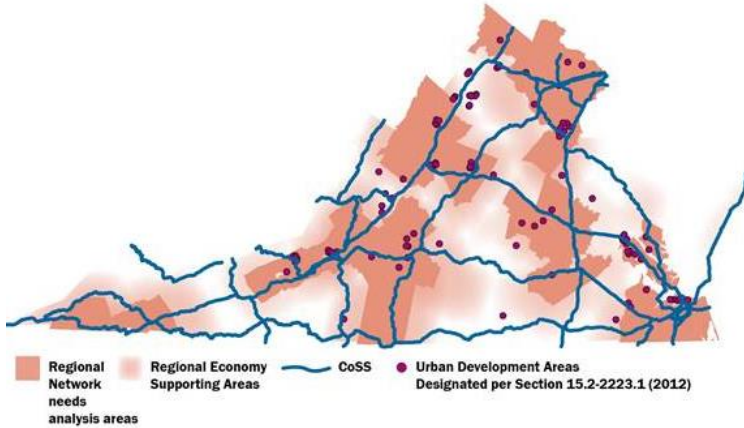 Regional
Network
needs
analysis areas
Regional Economy
Supporting Areas
CoSS
Urban Development Areas
Designated per Section 15.2-2223.1 (2012)